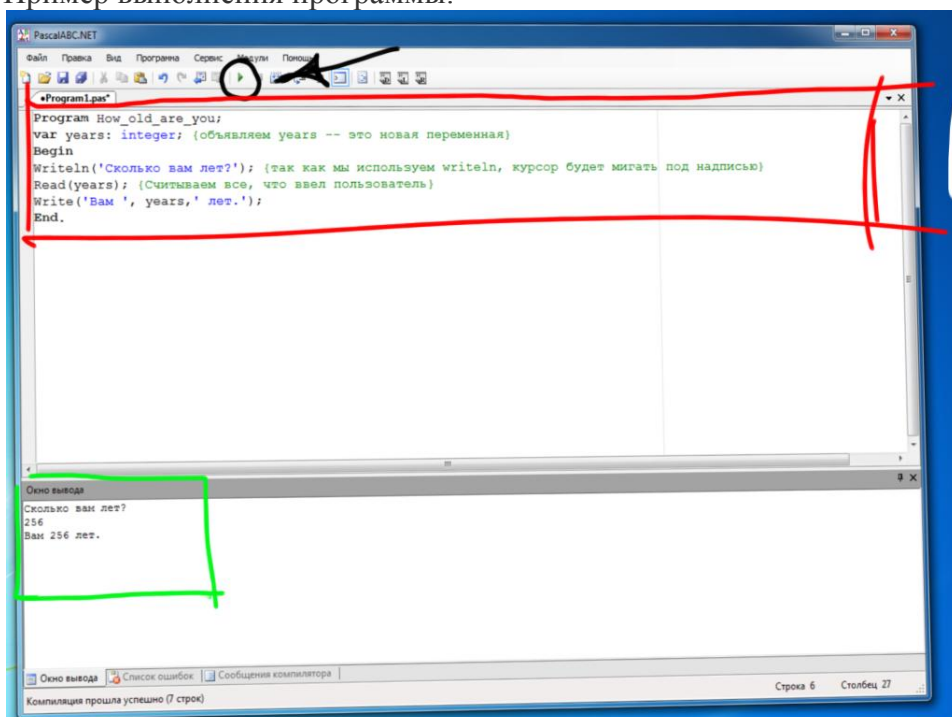 Пример выполнения программы:
PascalABC.NET
Файл Правка Вид Программа Сервис Модули Помощь
•Program1.pas*
Program How_old_are_you;
var years: integer; {объявляем years -- это новая переменная}
Begin
Writeln('Сколько вам лет?'); {так как мы используем writeln, курсор будет мигать под надписью}
Read(years); {Считываем все, что ввел пользователь}
Write('Вам ', years,' лет.');
End.
Окно вывода
Сколько вам лет?
256
Вам 256 лет.
Окно вывода Список ошибок Сообщения компилятора
Компиляция прошла успешно (7 строк) Строка 6 Столбец 27